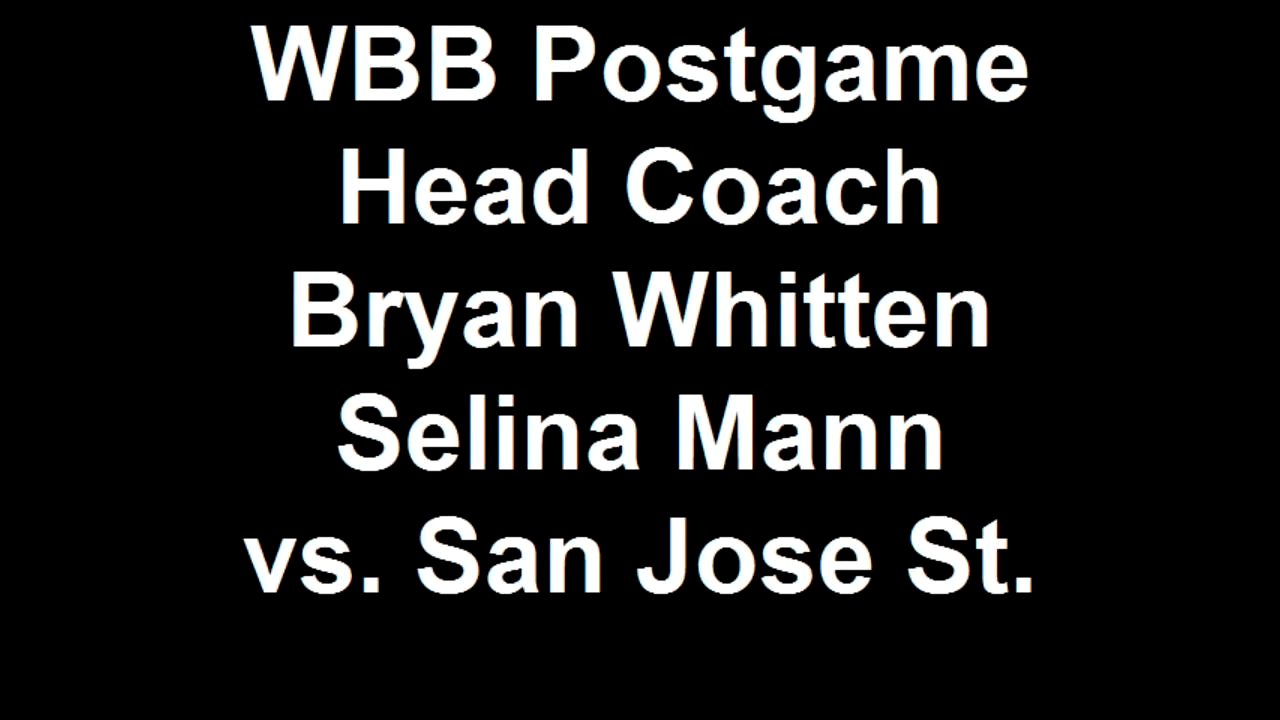 WBB Postgame
Head Coach
Bryan Whitten
Selina Mann
vs. San Jose St.